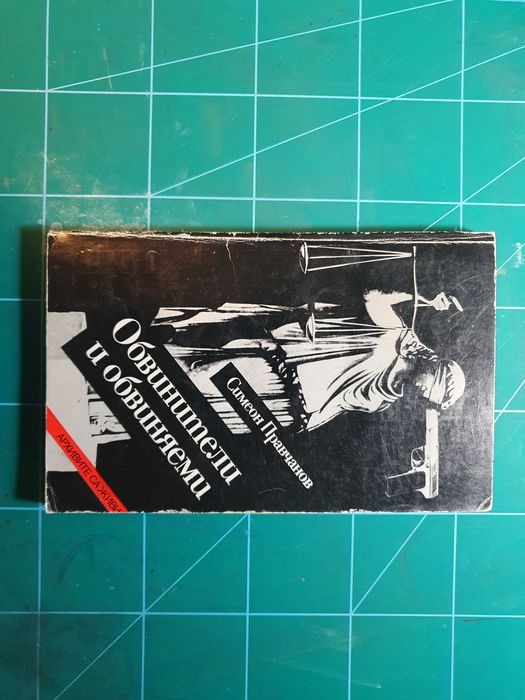 Обвинители
и обвиняеми
Симеон Правчанов
АРХИВИТЕ СА ЖИВИ